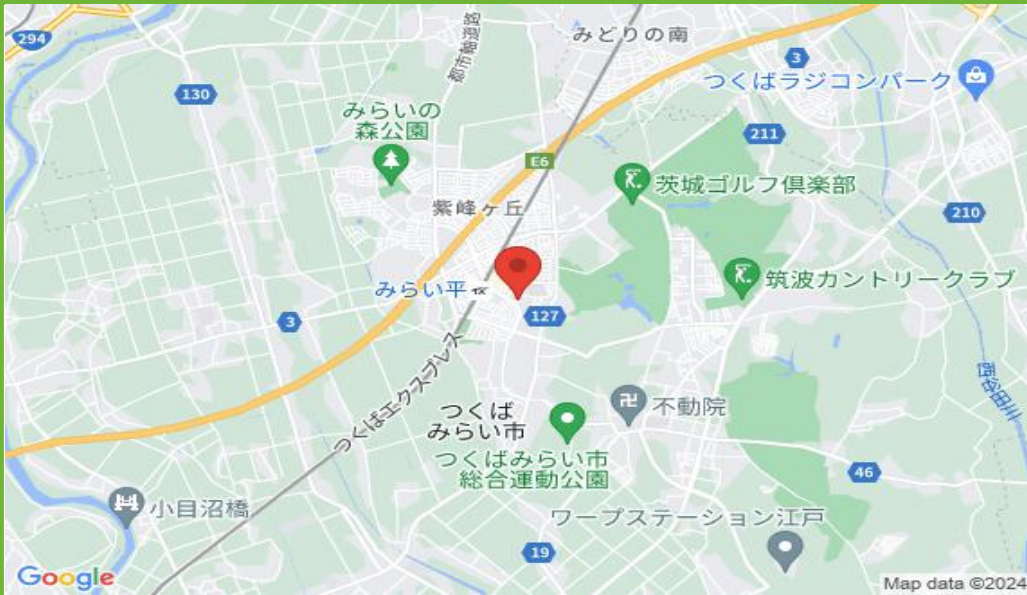 294
みどりの南
都市軸道路
3
130
つくばラジコンパーク
みらいの
森公園
211
E6
茨城ゴルフ倶楽部
紫峰ヶ丘
210
筑波カントリークラブ
みらい平
127
3
つくばエクスプレス
西谷田川
つくば
みらい市
不動院
つくばみらい市
総合運動公園
46
小目沼橋
ワープステーション江戸
19
Google
Map data ©2024